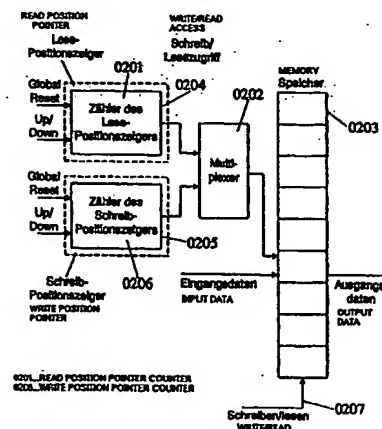 READ POSITION
POINTER
Lese-
Positionszeiger
0201
0204
WRITE/READ
ACCESS
Schreib/
Lesezugriff
0202
MEMORY
Speicher
0203
Global
Reset
Up/
Down
Zähler des
Lese-
Positionszeigers
Multi-
plexer
Global
Reset
Up/
Down
Zähler des
Schreib-
Positionszeigers
0205
Schreib-
Positionszeiger
WRITE POSITION
POINTER
0206
Eingangsdaten
INPUT DATA
Ausgangs
daten
OUTPUT
DATA
0201...READ POSITION POINTER COUNTER
0205...WRITE POSITION POINTER COUNTER
0207
Schreiben/lesen
WRITE/READ